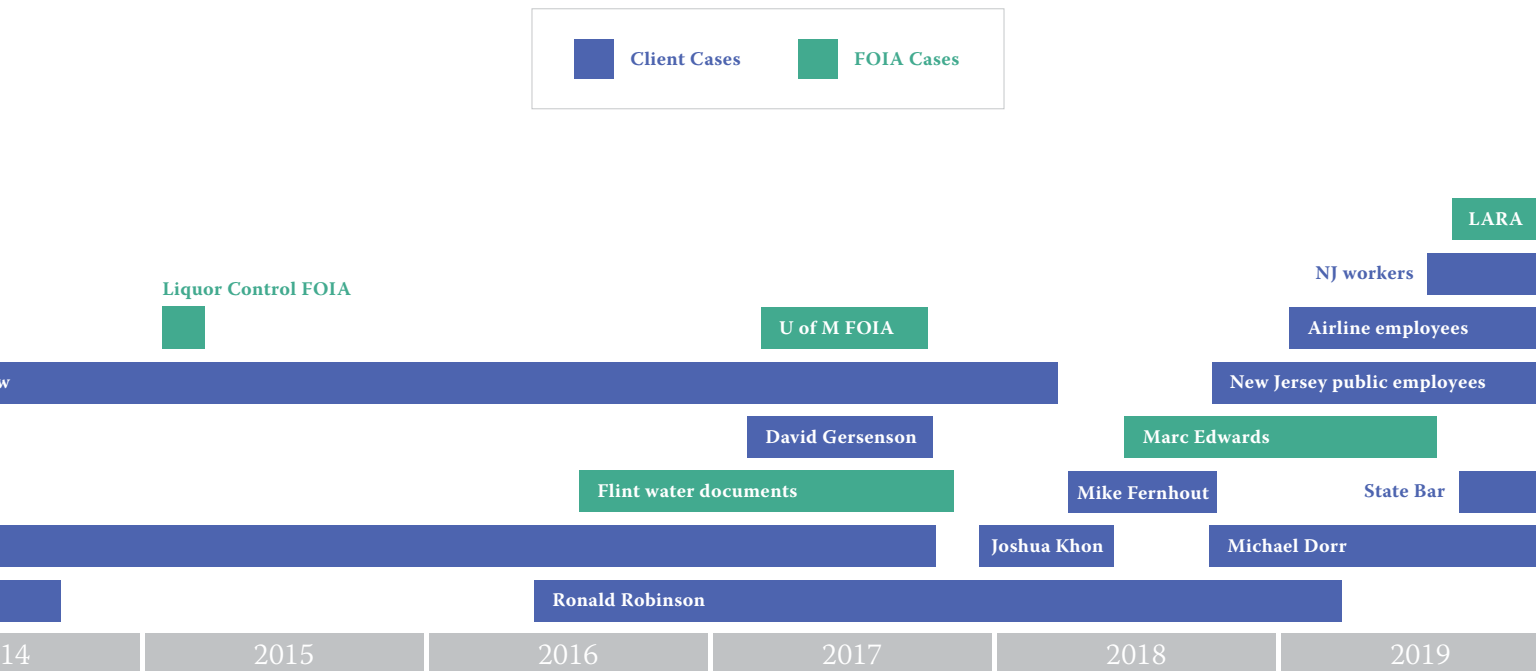 Client Cases
FOIA Cases
LARA
NJ workers
Liquor Control FOIA
U of M FOIA
Airline employees
w
New Jersey public employees
David Gersenson
Marc Edwards
Flint water documents
Mike Fernhout
State Bar
Joshua Khon
Michael Dorr
Ronald Robinson
14
2015
2016
2017
2018
2019